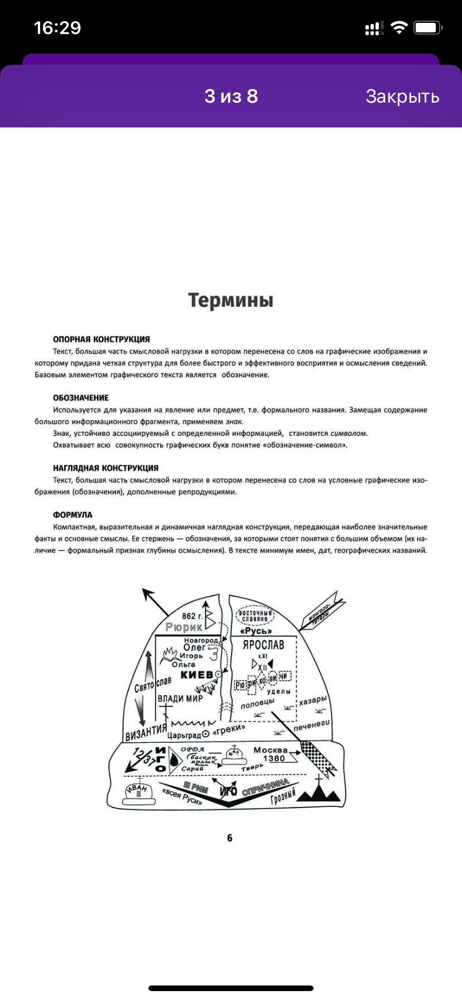 16:29
3 из 8
Закрыть
Термины
ОПОРНАЯ КОНСТРУКЦИЯ
Текст, большая часть смысловой нагрузки в котором перенесена со слов на графические изображения и
которому придана четкая структура для более быстрого и эффективного восприятия и осмысления сведений.
Базовым элементом графического текста является обозначение.
ОБОЗНАЧЕНИЕ
Используется для указания на явление или предмет, т.е. формального названия. Замещая содержание
большого информационного фрагмента, применяем знак.
Знак, устойчиво ассоциируемый с определенной информацией, становится символом.
Охватывает всю совокупность графических букв понятие «обозначение-символ».
НАГЛЯДНАЯ КОНСТРУКЦИЯ
Текст, большая часть смысловой нагрузки в котором перенесена со слов на условные графические изо-
бражения (обозначения), дополненные репродукциями.
ФОРМУЛА
Компактная, выразительная и динамичная наглядная конструкция, передающая наиболее значительные
факты и основные смыслы. Ее стержень — обозначения, за которыми стоят понятия с большим объемом (их на-
личие — формальный признак глубины осмысления). В тексте минимум имен, дат, географических названий.
862 г.
Рюрик
восточные
славяне
«Русь»
монголо-
татары
Новгород
Олег
Игорь
Ольга
КИЕВ
Святослав
ВЛАДИ МИР
ВИЗАНТИЯ
Царьград
«греки»
ЯРОСЛАВ
к.XI
XII
Рю ри ко ви чи
уделы
половцы
хазары
печенеги
12/37
ИГО
ОРДА
баскак
ярлык
Сарай
вел.
Москва
1380
Тверь
ИВАН
III
III РИМ
«всея Руси»
ИГО
ОПРИЧНИНА
Грозный
6